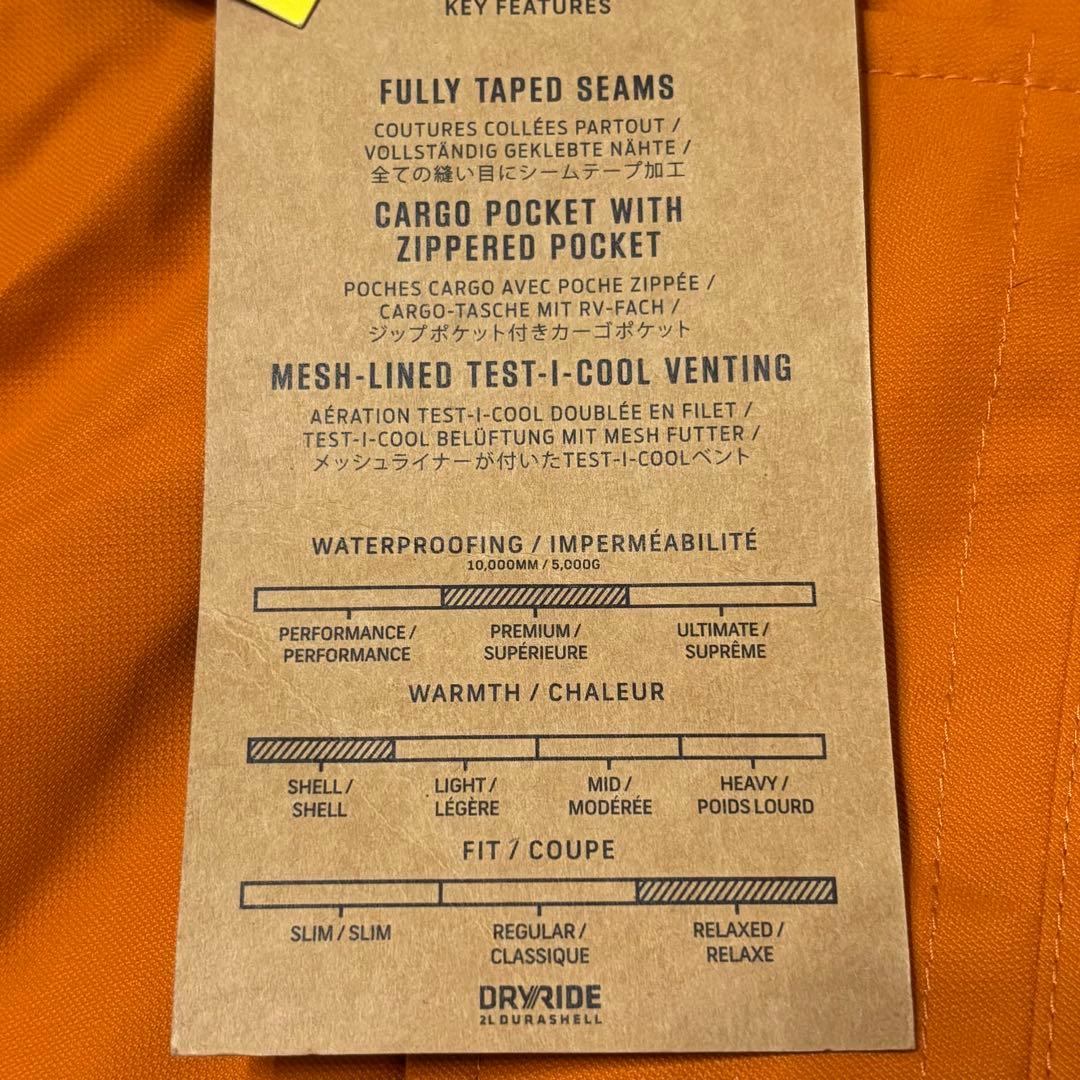 KEY FEATURES
FULLY TAPED SEAMS
COUTURES COLLÉES PARTOUT /
VOLLSTÄNDIG GEKLEBTE NÄHTE /
全ての縫い目にシームテープ加工
CARGO POCKET WITH
ZIPPERED POCKET
POCHES CARGO AVEC POCHE ZIPPÉE /
CARGO-TASCHE MIT RV-FACH /
ジップポケット付きカーゴポケット
MESH-LINED TEST-I-COOL VENTING
AÉRATION TEST-I-COOL DOUBLÉE EN FILET /
TEST-I-COOL BELÜFTUNG MIT MESH FUTTER /
メッシュライナーが付いたTEST-I-COOLベント
WATERPROOFING / IMPERMÉABILITÉ
10,000MM / 5,000G
PERFORMANCE / PREMIUM / ULTIMATE /
PERFORMANCE SUPÉRIEURE SUPRÊME
WARMTH / CHALEUR
SHELL / LIGHT / MID / HEAVY /
SHELL LÉGÈRE MODÉRÉE POIDS LOURD
FIT / COUPE
SLIM / SLIM REGULAR / RELAXED /
CLASSIQUE RELAXE
DRYRIDE
2L DURASHELL